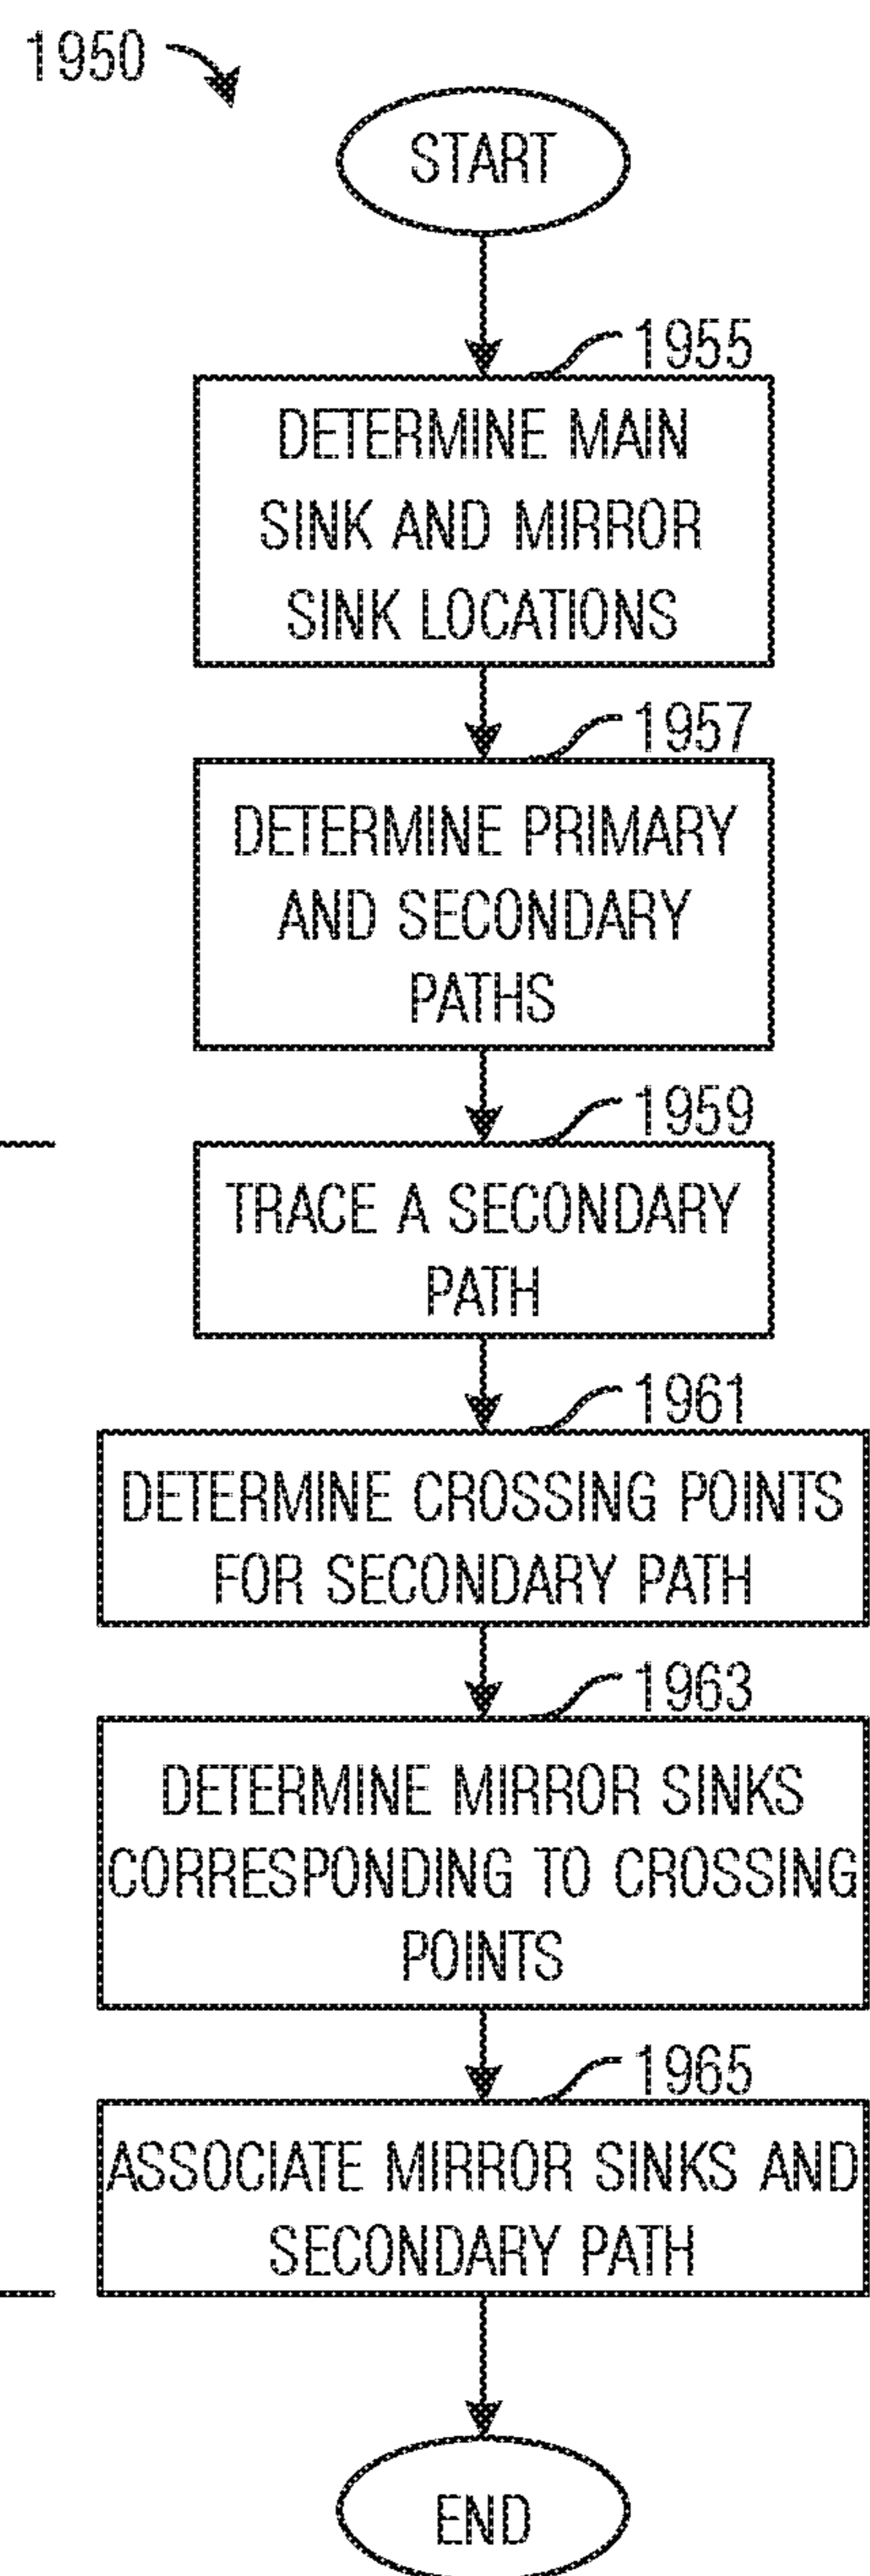 1950
START
1955
DETERMINE MAIN
SINK AND MIRROR
SINK LOCATIONS
1957
DETERMINE PRIMARY
AND SECONDARY
PATHS
1959
TRACE A SECONDARY
PATH
1961
DETERMINE CROSSING POINTS
FOR SECONDARY PATH
1963
DETERMINE MIRROR SINKS
CORRESPONDING TO CROSSING
POINTS
1965
ASSOCIATE MIRROR SINKS AND
SECONDARY PATH
END